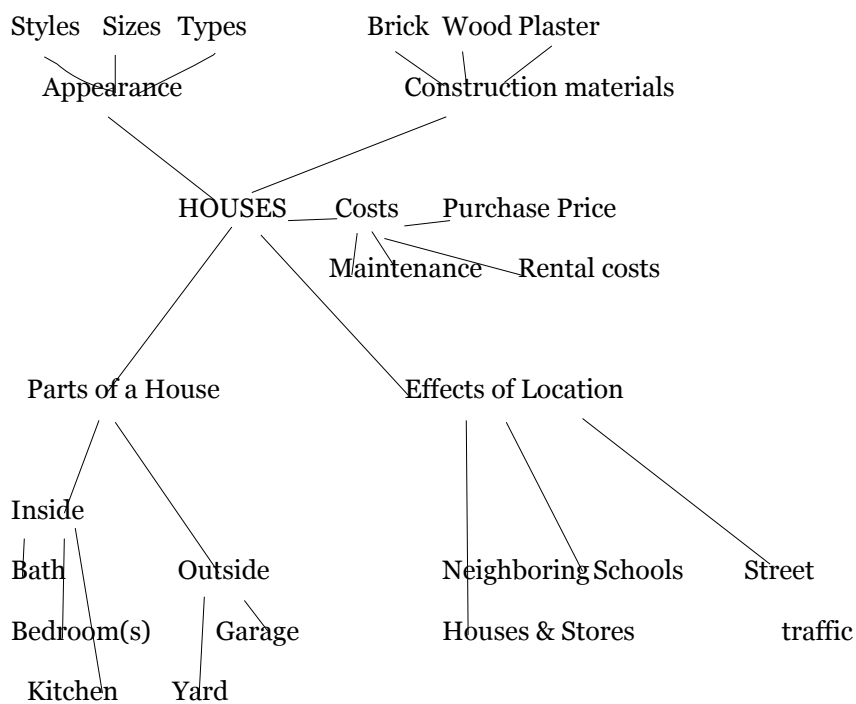 Styles Sizes Types Brick Wood Plaster
Appearance Construction materials
HOUSES Costs Purchase Price
Maintenance Rental costs
Parts of a House Effects of Location
Inside
Bath Outside Neighboring Schools Street
Bedroom(s) Garage Houses & Stores traffic
Kitchen Yard